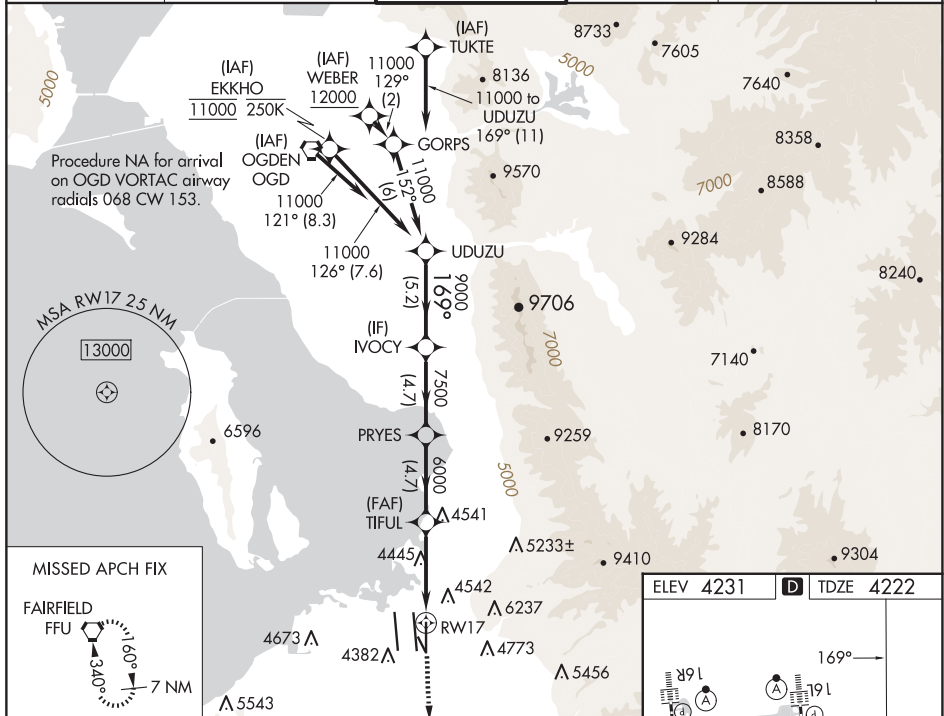 (IAF)
TUKTE
8733
7605
5000
7640
5000
(IAF)
WEBER
12000
11000
129°
(2)
8136
11000 to
UDUZU
169° (11)
(IAF)
EKKHO
11000 250K
(IAF)
OGDEN
OGD
GORPS
8358
Procedure NA for arrival
on OGD VORTAC airway
radials 068 CW 153.
11000
152°
(6)
9570
7000
8588
11000
121° (8.3)
11000
126° (7.6)
UDUZU
9284
8240
9000
169°
(5.2)
MSA RW17 25 NM
13000
9706
(IF)
IVOCY
7000
7140
7500
(4.7)
6596
PRYES
9259
8170
6000
(4.7)
5000
(FAF)
TIFUL
4541
4445
5233±
9410
9304
MISSED APCH FIX
FAIRFIELD
FFU
160°
340°
7 NM
4542
6237
RW17
4673
4382
4773
5456
5543
ELEV 4231 D TDZE 4222
169°
16R
A
A
16L
P
P